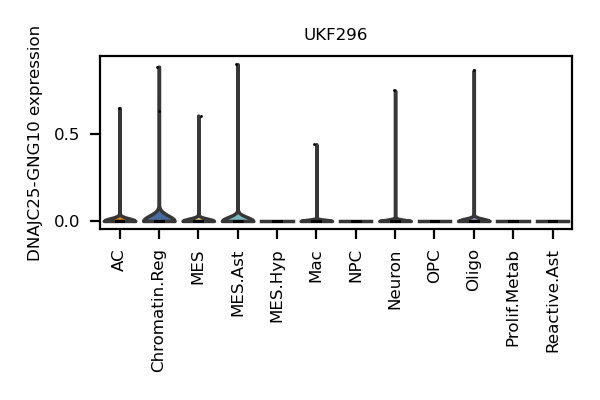 UKF296
DNAJC25-GNG10 expression
0.5
0.0
AC
Chromatin.Reg
MES
MES.Ast
MES.Hyp
Mac
NPC
Neuron
OPC
Oligo
Prolif.Metab
Reactive.Ast